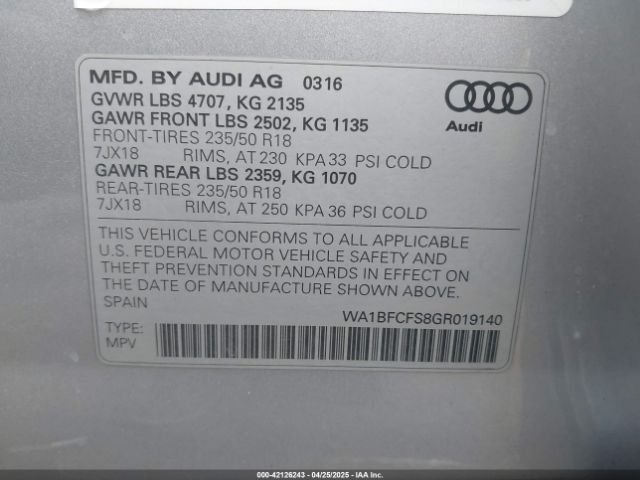 MFD. BY AUDI AG 0316
GVWR LBS 4707, KG 2135
GAWR FRONT LBS 2502, KG 1135
FRONT-TIRES 235/50 R18
7JX18 RIMS, AT 230 KPA 33 PSI COLD
GAWR REAR LBS 2359, KG 1070
REAR-TIRES 235/50 R18
7JX18 RIMS, AT 250 KPA 36 PSI COLD
Audi
THIS VEHICLE CONFORMS TO ALL APPLICABLE
U.S. FEDERAL MOTOR VEHICLE SAFETY AND
THEFT PREVENTION STANDARDS IN EFFECT ON
THE DATE OF MANUFACTURE SHOWN ABOVE.
SPAIN
WA1BFCFS8GR019140
TYPE:
MPV
000-42126243 - 04/25/2025 - IAAI.COM